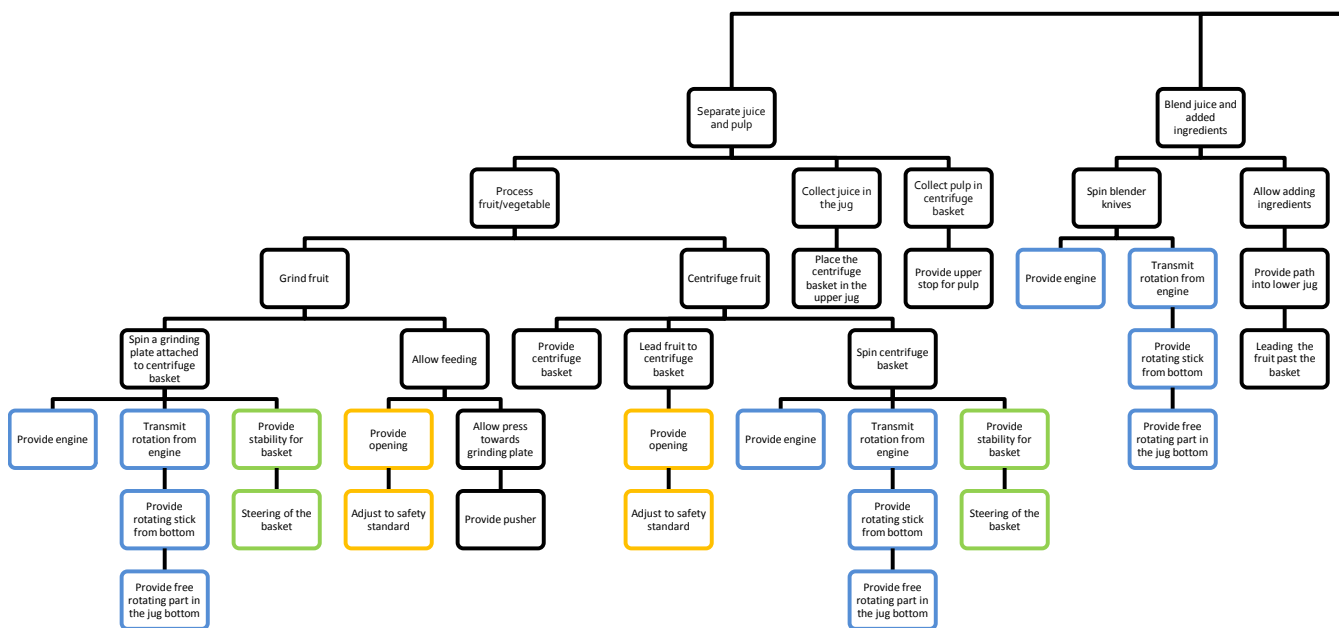 Separate juice
and pulp
Blend juice and
added
ingredients
Process
fruit/vegetable
Collect juice in
the jug
Collect pulp in
centrifuge
basket
Spin blender
knives
Allow adding
ingredients
Grind fruit
Centrifuge fruit
Place the
centrifuge
basket in the
upper jug
Provide upper
stop for pulp
Provide engine
Transmit
rotation from
engine
Provide path
into lower jug
Spin a grinding
plate attached
to centrifuge
basket
Allow feeding
Provide
centrifuge
basket
Lead fruit to
centrifuge
basket
Spin centrifuge
basket
Provide
rotating stick
from bottom
Leading the
fruit past the
basket
Provide engine
Transmit
rotation from
engine
Provide
stability for
basket
Provide
opening
Allow press
towards
grinding plate
Provide
opening
Provide engine
Transmit
rotation from
engine
Provide
stability for
basket
Provide free
rotating part in
the jug bottom
Provide
rotating stick
from bottom
Steering of the
basket
Adjust to safety
standard
Provide pusher
Adjust to safety
standard
Provide
rotating stick
from bottom
Steering of the
basket
Provide free
rotating part in
the jug bottom
Provide free
rotating part in
the jug bottom